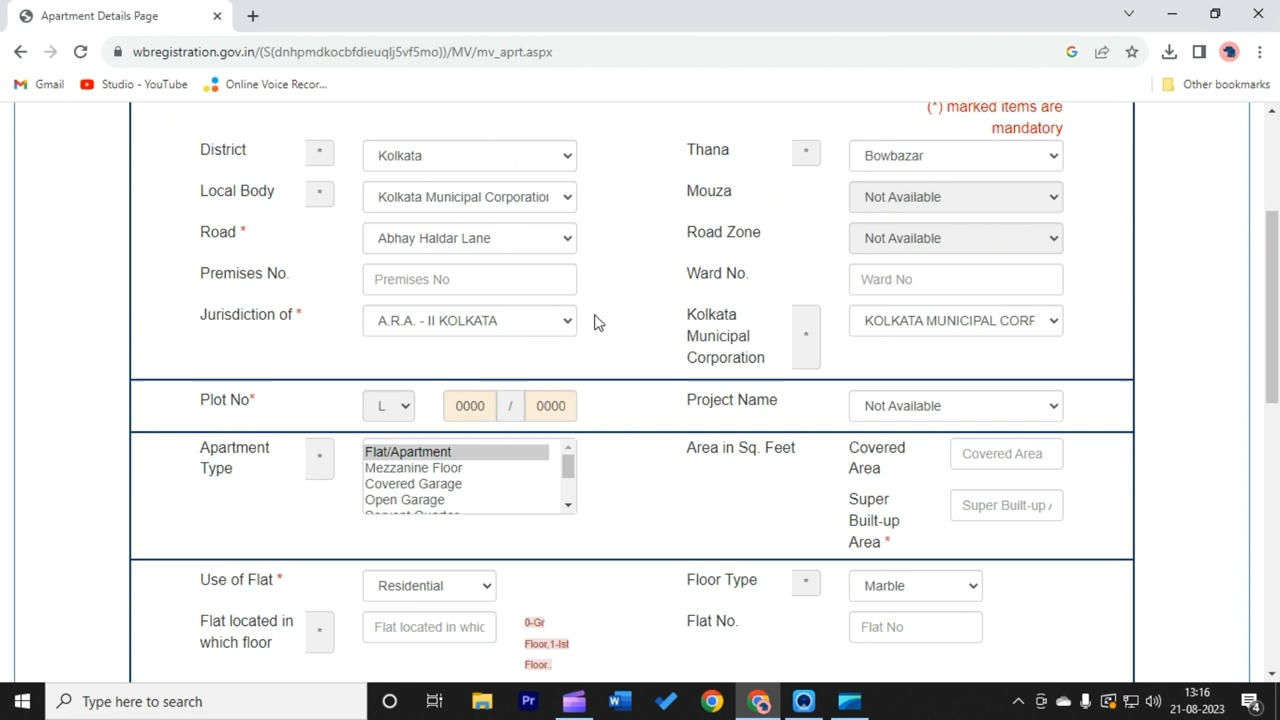 Apartment Details Page
wbregistration.gov.in/(S(dnhpmdkocbfdieuqlj5vf5mo))/MV/mv_aprt.aspx
Gmail Studio - YouTube Online Voice Recor... Other bookmarks
(*) marked items are
mandatory
District * Kolkata Thana * Bowbazar
Local Body * Kolkata Municipal Corporation Mouza Not Available
Road * Abhay Haldar Lane Road Zone Not Available
Premises No. Premises No Ward No. Ward No
Jurisdiction of * A.R.A. - II KOLKATA Kolkata Municipal Corporation * KOLKATA MUNICIPAL CORF
Plot No* L 0000 / 0000 Project Name Not Available
Apartment Type * Flat/Apartment
Mezzanine Floor
Covered Garage
Open Garage
Servant Quarter
Area in Sq. Feet Covered Area Covered Area
Super Built-up Area * Super Built-up A
Use of Flat * Residential Floor Type * Marble
Flat located in which floor * Flat located in whic 0-Gr
Floor,1-Ist
Floor..
Flat No. Flat No
Type here to search
13:16
21-08-2023
4